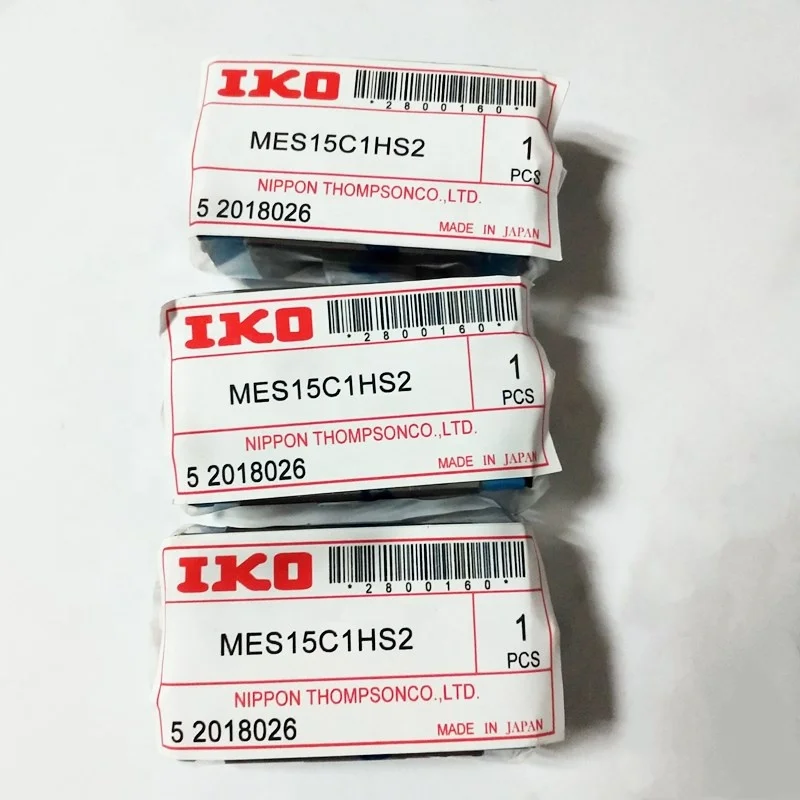 IKO
*2800160*
MES15C1HS2
1
PCS
NIPPON THOMPSONCO.,LTD.
5 2018026
MADE IN JAPAN
IKO
*2800160*
MES15C1HS2
1
PCS
NIPPON THOMPSONCO.,LTD.
5 2018026
MADE IN JAPAN
IKO
*2800160*
MES15C1HS2
1
PCS
NIPPON THOMPSONCO.,LTD.
5 2018026
MADE IN JAPAN